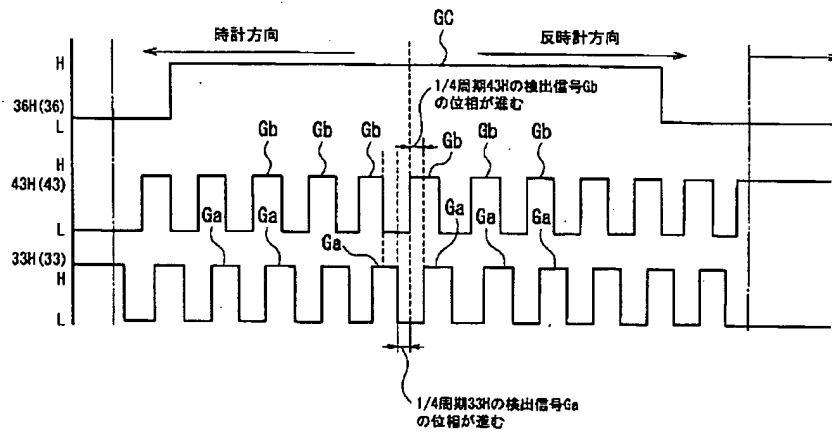 GC
時計方向
反時計方向
H
1/4周期43Hの検出信号Gb
の位相が進む
36H(36)
L
Gb
Gb
Gb
Gb
Gb
Gb
H
43H(43)
L
Ga
Ga
Ga
Ga
Ga
Ga
33H(33)
H
L
1/4周期33Hの検出信号Ga
の位相が進む